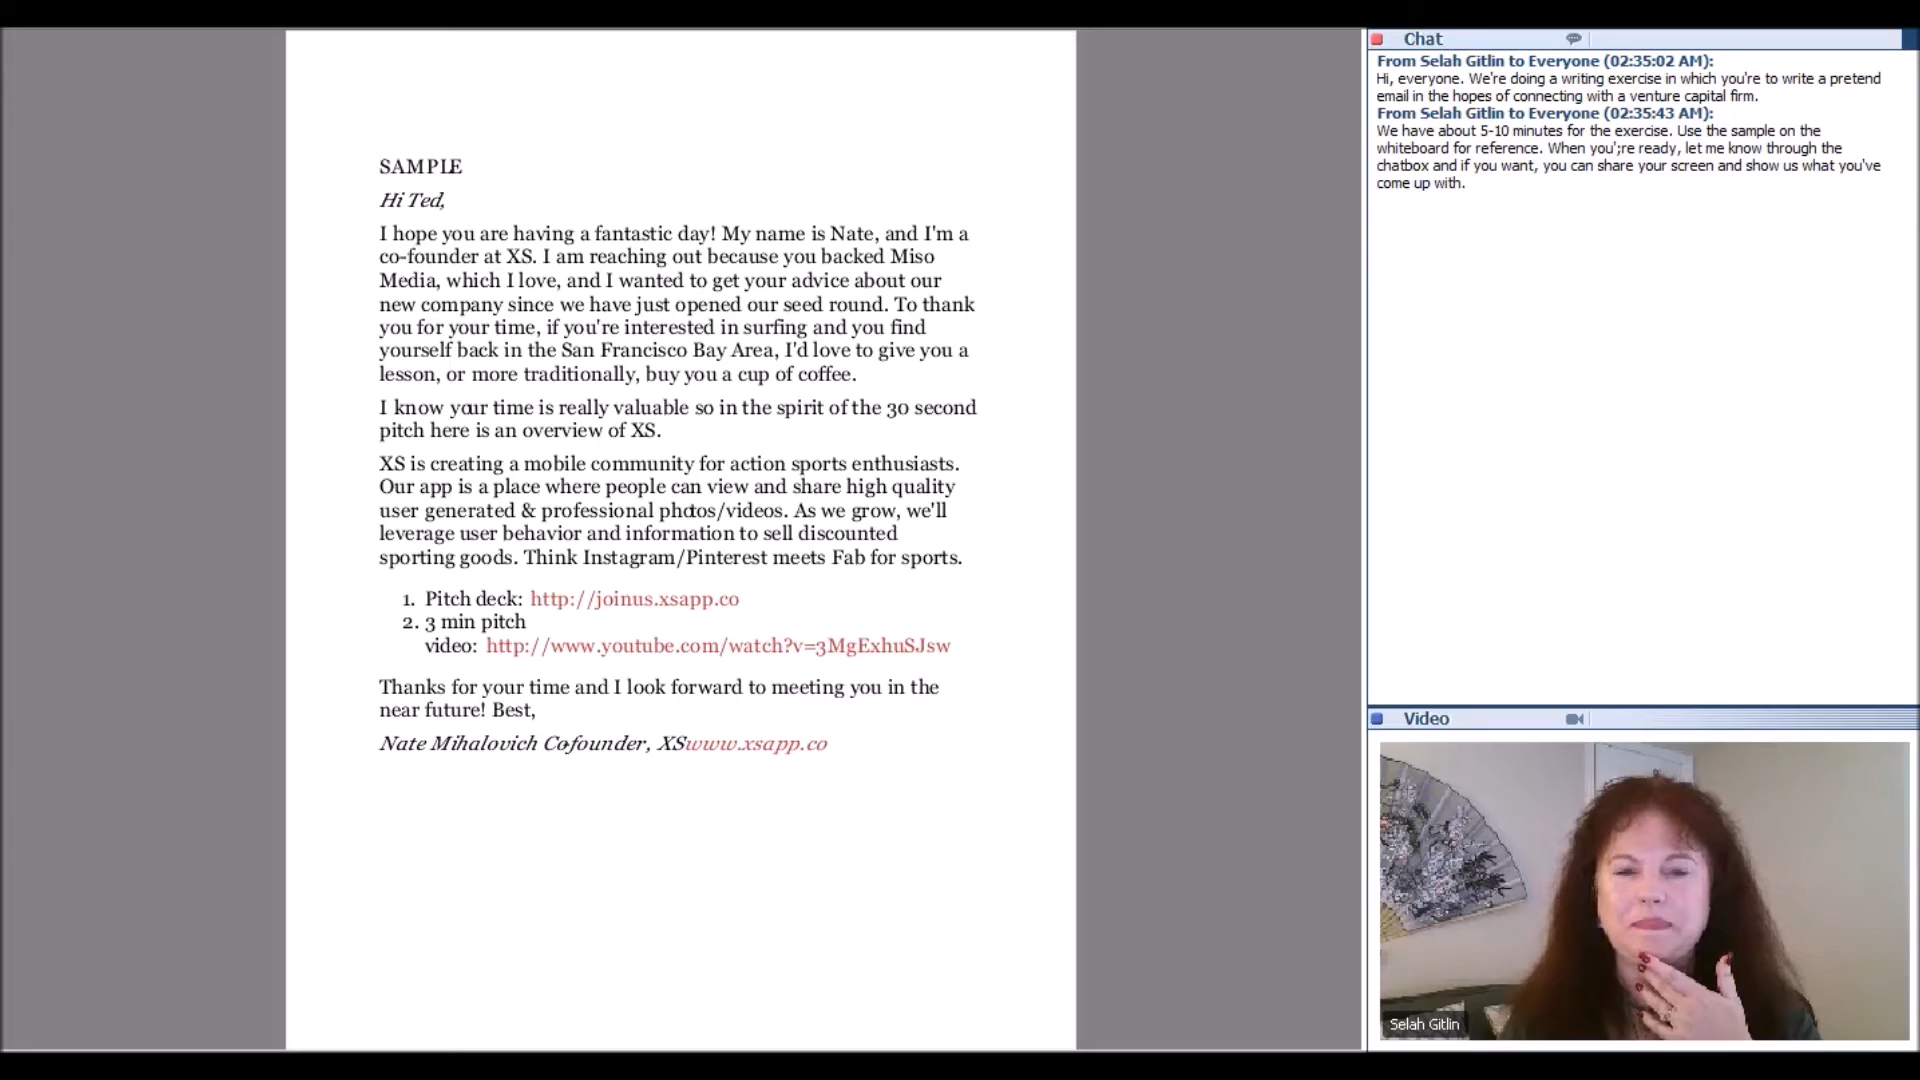 SAMPLE
Hi Ted,
I hope you are having a fantastic day! My name is Nate, and I'm a
co-founder at XS. I am reaching out because you backed Miso
Media, which I love, and I wanted to get your advice about our
new company since we have just opened our seed round. To thank
you for your time, if you're interested in surfing and you find
yourself back in the San Francisco Bay Area, I'd love to give you a
lesson, or more traditionally, buy you a cup of coffee.
I know your time is really valuable so in the spirit of the 30 second
pitch here is an overview of XS.
XS is creating a mobile community for action sports enthusiasts.
Our app is a place where people can view and share high quality
user generated & professional photos/videos. As we grow, we'll
leverage user behavior and information to sell discounted
sporting goods. Think Instagram/Pinterest meets Fab for sports.
1. Pitch deck: http://joinus.xsapp.co
2. 3 min pitch
video: http://www.youtube.com/watch?v=3MgExhuSJsw
Thanks for your time and I look forward to meeting you in the
near future! Best,
Nate Mihalovich Co-founder, XSwww.xsapp.co
Chat
From Selah Gitlin to Everyone (02:35:02 AM):
Hi, everyone. We're doing a writing exercise in which you're to write a pretend
email in the hopes of connecting with a venture capital firm.
From Selah Gitlin to Everyone (02:35:43 AM):
We have about 5-10 minutes for the exercise. Use the sample on the
whiteboard for reference. When you';re ready, let me know through the
chatbox and if you want, you can share your screen and show us what you've
come up with.
Video
Selah Gitlin